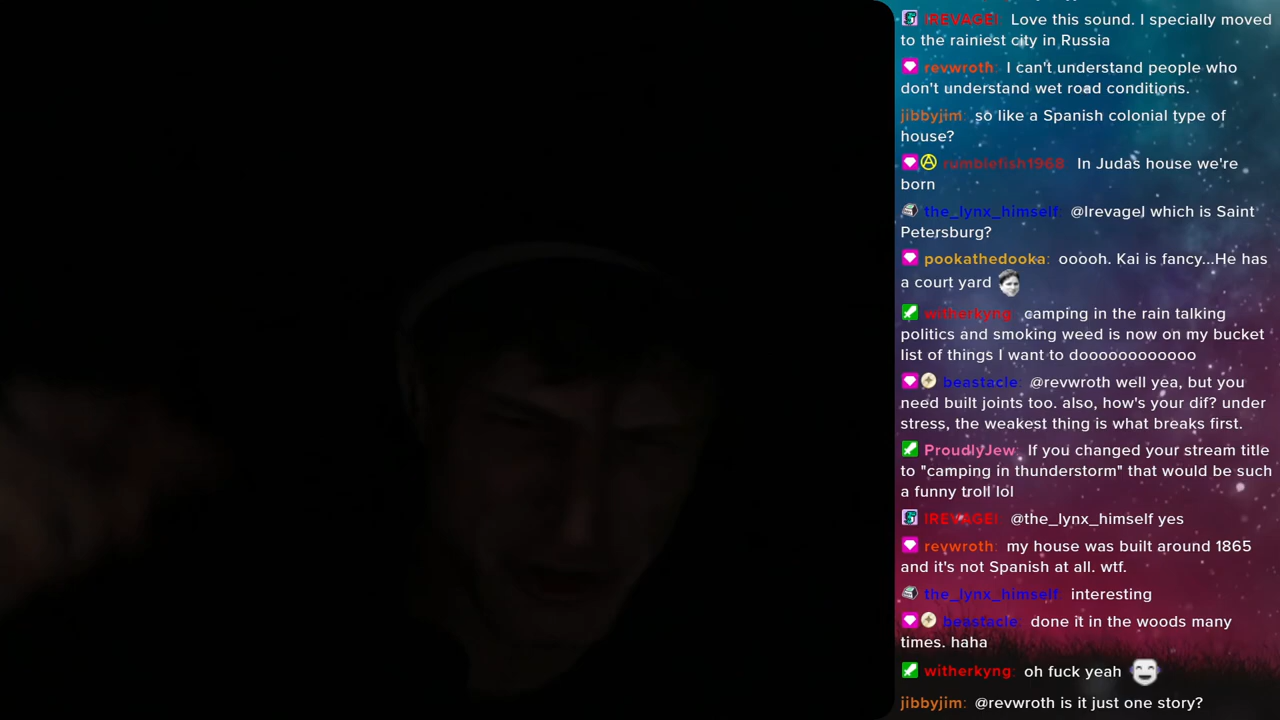 IREVAGEI: Love this sound. I specially moved
to the rainiest city in Russia
revwroth: I can't understand people who
don't understand wet road conditions.
jibbyjim: so like a Spanish colonial type of
house?
rumblefish1968: In Judas house we're
born
the_lynx_himself: @IrevageI which is Saint
Petersburg?
pookathedooka: ooooh. Kai is fancy...He has
a court yard
witherkyng: camping in the rain talking
politics and smoking weed is now on my bucket
list of things I want to dooooooooooo
beastacle: @revwroth well yea, but you
need built joints too. also, how's your dif? under
stress, the weakest thing is what breaks first.
ProudlyJew: If you changed your stream title
to "camping in thunderstorm" that would be such
a funny troll lol
IREVAGEI: @the_lynx_himself yes
revwroth: my house was built around 1865
and it's not Spanish at all. wtf.
the_lynx_himself: interesting
beastacle: done it in the woods many
times. haha
witherkyng: oh fuck yeah
jibbyjim: @revwroth is it just one story?